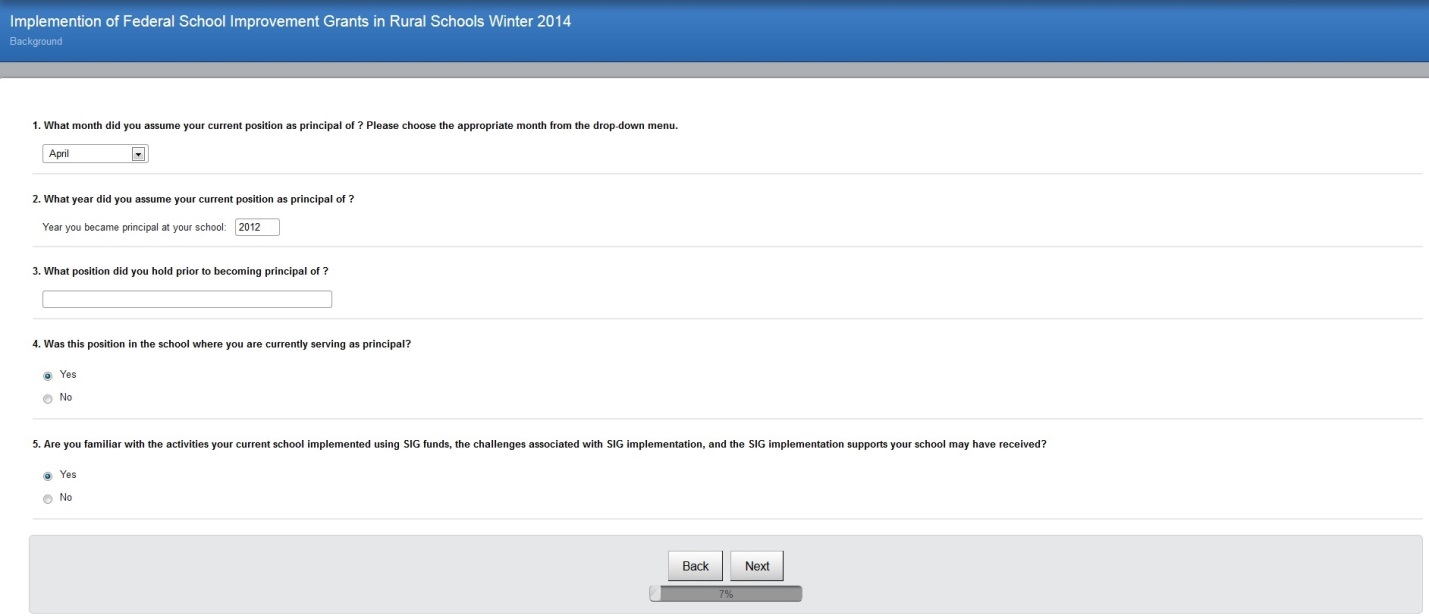 Implemention of Federal School Improvement Grants in Rural Schools Winter 2014
Background
1. What month did you assume your current position as principal of ? Please choose the appropriate month from the drop-down menu.
April
2. What year did you assume your current position as principal of ?
Year you became principal at your school: 2012
3. What position did you hold prior to becoming principal of ?
4. Was this position in the school where you are currently serving as principal?
Yes
No
5. Are you familiar with the activities your current school implemented using SIG funds, the challenges associated with SIG implementation, and the SIG implementation supports your school may have received?
Yes
No
Back Next
7%